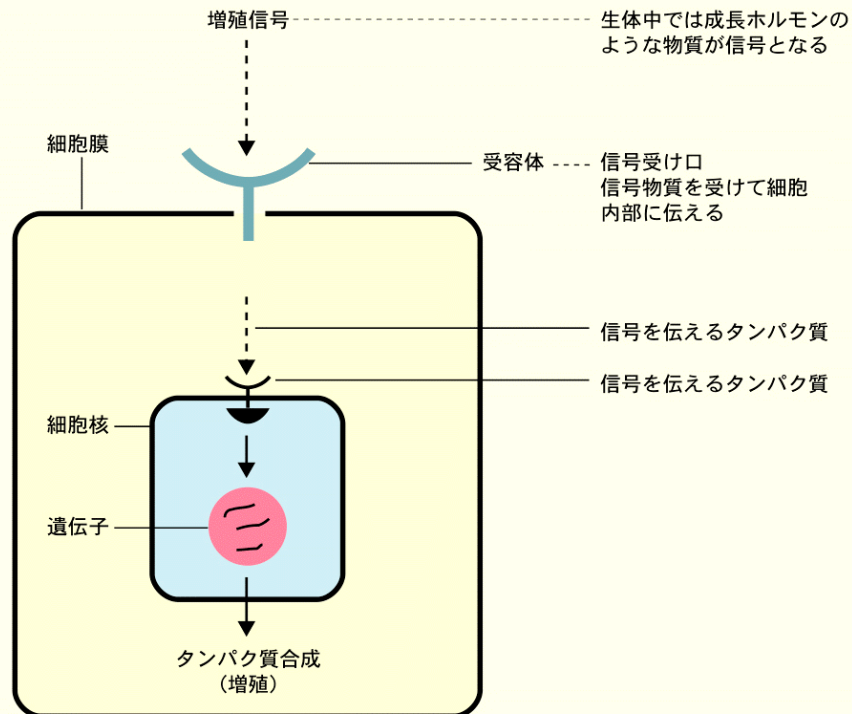 増殖信号
生体中では成長ホルモンの
ような物質が信号となる
細胞膜
受容体
信号受け口
信号物質を受けて細胞
内部に伝える
信号を伝えるタンパク質
信号を伝えるタンパク質
細胞核
遺伝子
タンパク質合成
（増殖）